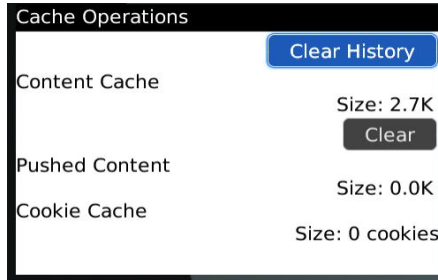 Cache Operations
Clear History
Content Cache
Size: 2.7K
Clear
Pushed Content
Size: 0.0K
Cookie Cache
Size: 0 cookies